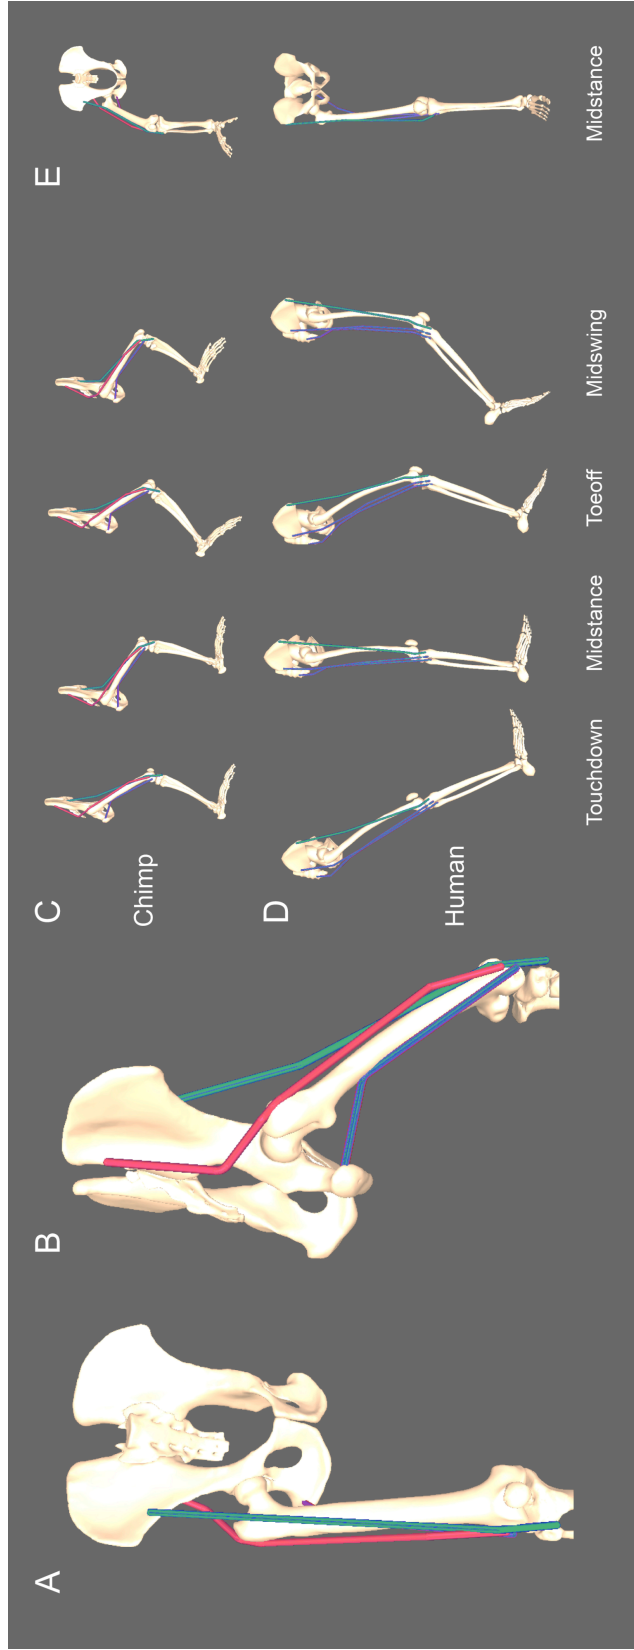 A
B
C
Chimp
D
Human
E
Touchdown
Midstance
Toeoff
Midswing
Midstance